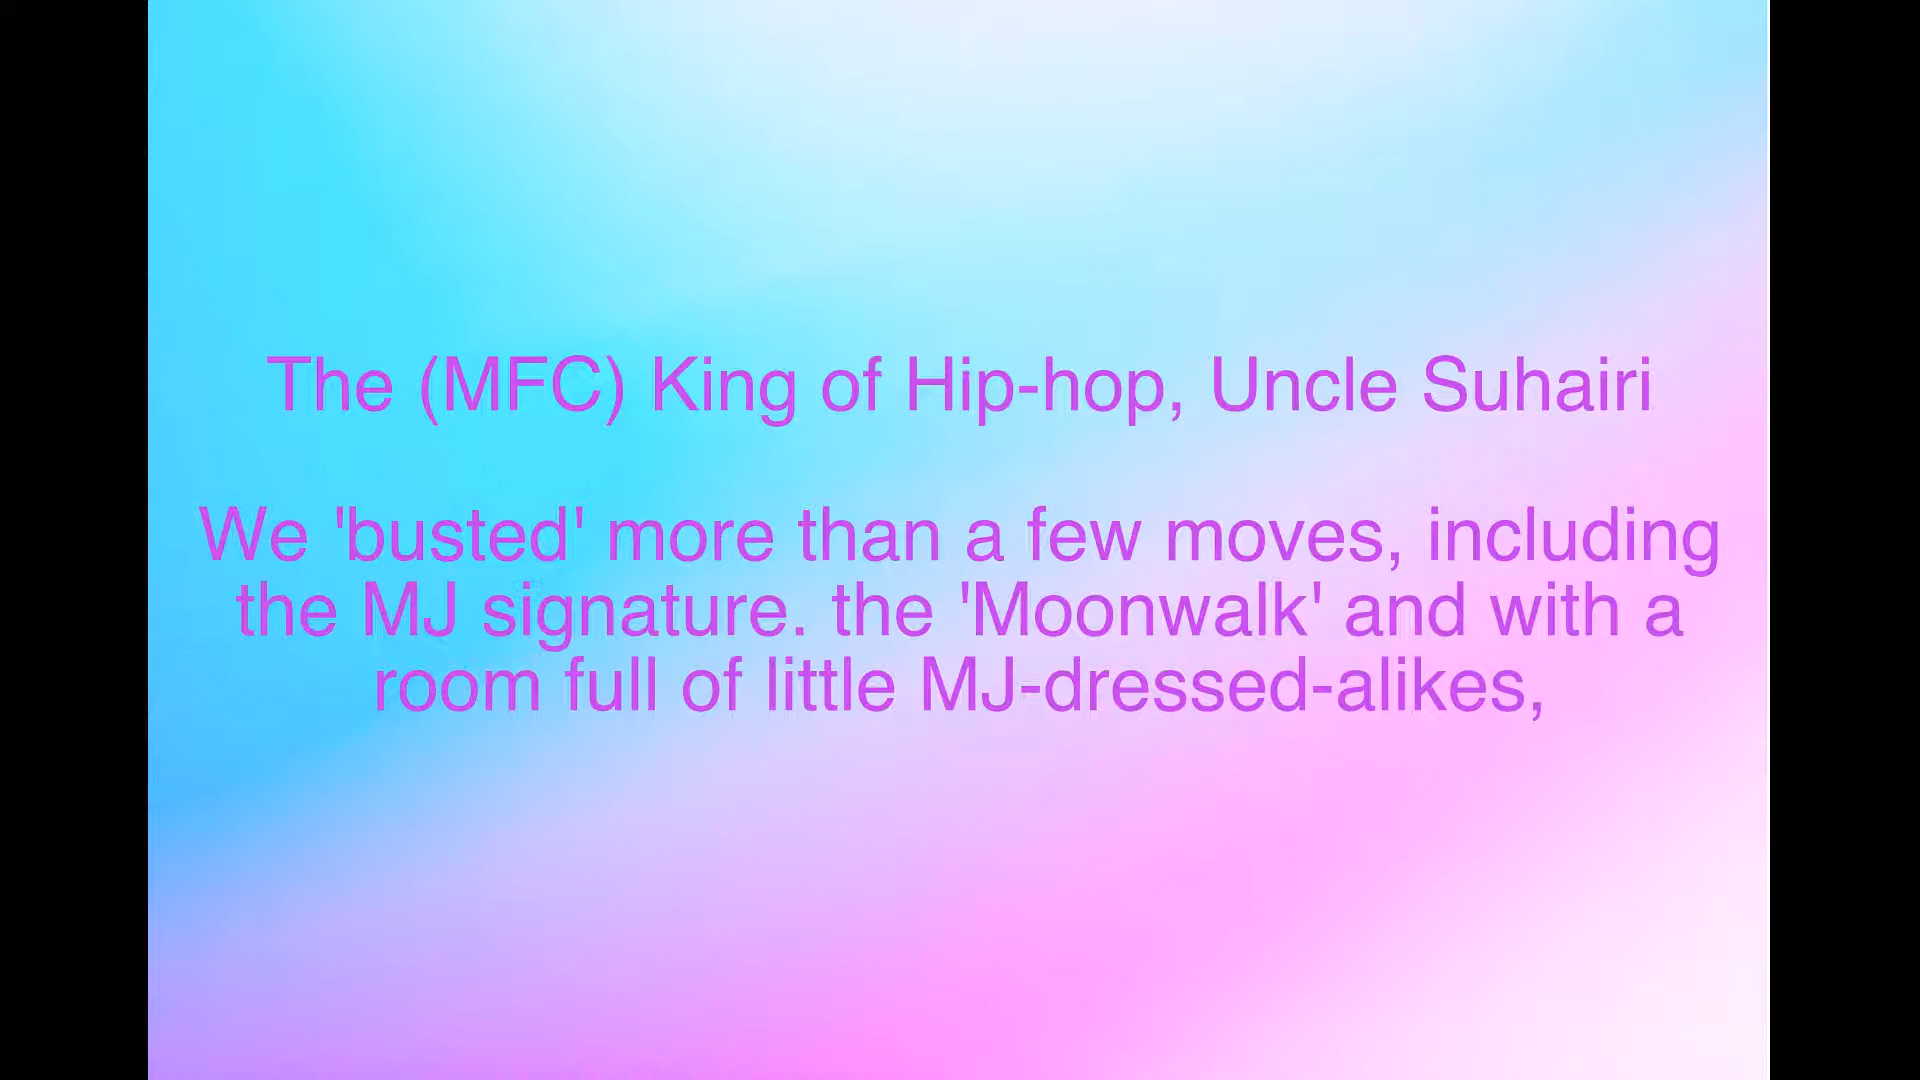 The (MFC) King of Hip-hop, Uncle Suhairi
We 'busted' more than a few moves, including
the MJ signature. the 'Moonwalk' and with a
room full of little MJ-dressed-alikes,